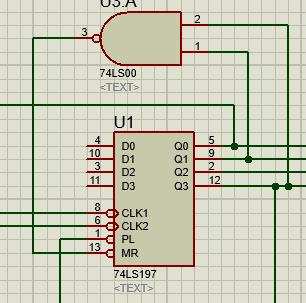 U3:A
2
3
1
74LS00
<TEXT>
U1
4 D0 Q0 5
10 D1 Q1 9
3 D2 Q2 2
11 D3 Q3 12
8 CLK1
6 CLK2
1 PL
13 MR
74LS197
<TEXT>